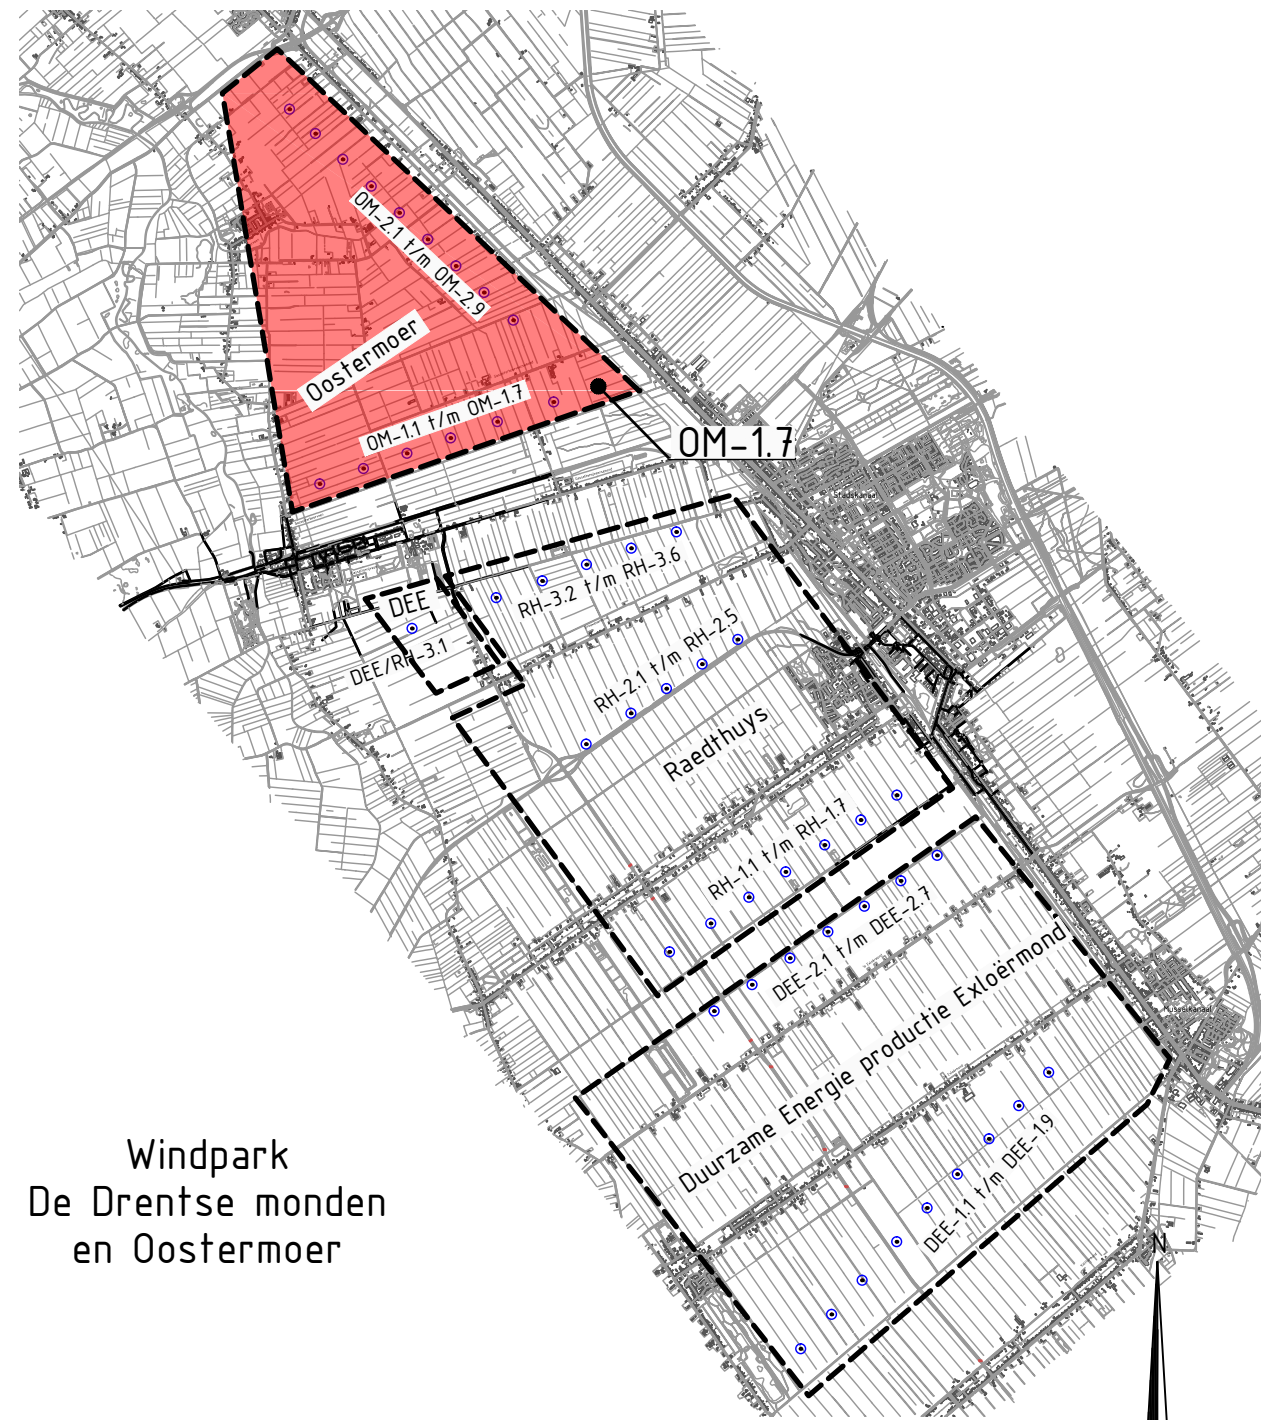 OM-2.1 t/m OM-2.9
Oostermoer
OM-1.1 t/m OM-1.7
OM-1.7
Stadskanaal
DEE
DEE/RH-3.1
RH-3.2 t/m RH-3.6
RH-2.1 t/m RH-2.5
Raedthuys
RH-1.1 t/m RH-1.7
DEE-2.1 t/m DEE-2.7
Duurzame Energie productie Exloërmond
Musselkanaal
DEE-1.1 t/m DEE-1.9
Windpark
De Drentse monden
en Oostermoer
N